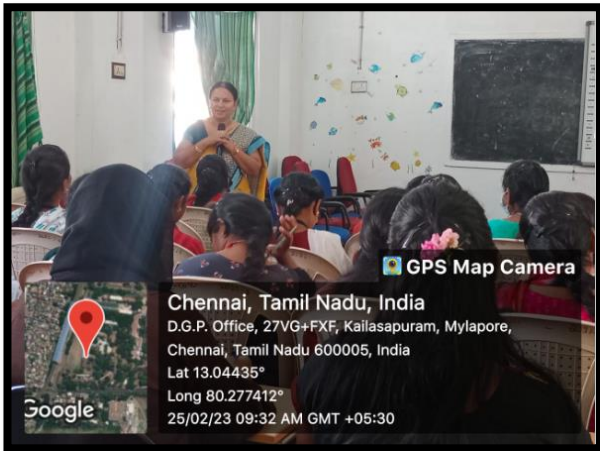 GPS Map Camera
Chennai, Tamil Nadu, India
D.G.P. Office, 27VG+FXF, Kailasapuram, Mylapore,
Chennai, Tamil Nadu 600005, India
Lat 13.04435°
Long 80.277412°
25/02/23 09:32 AM GMT +05:30
Google